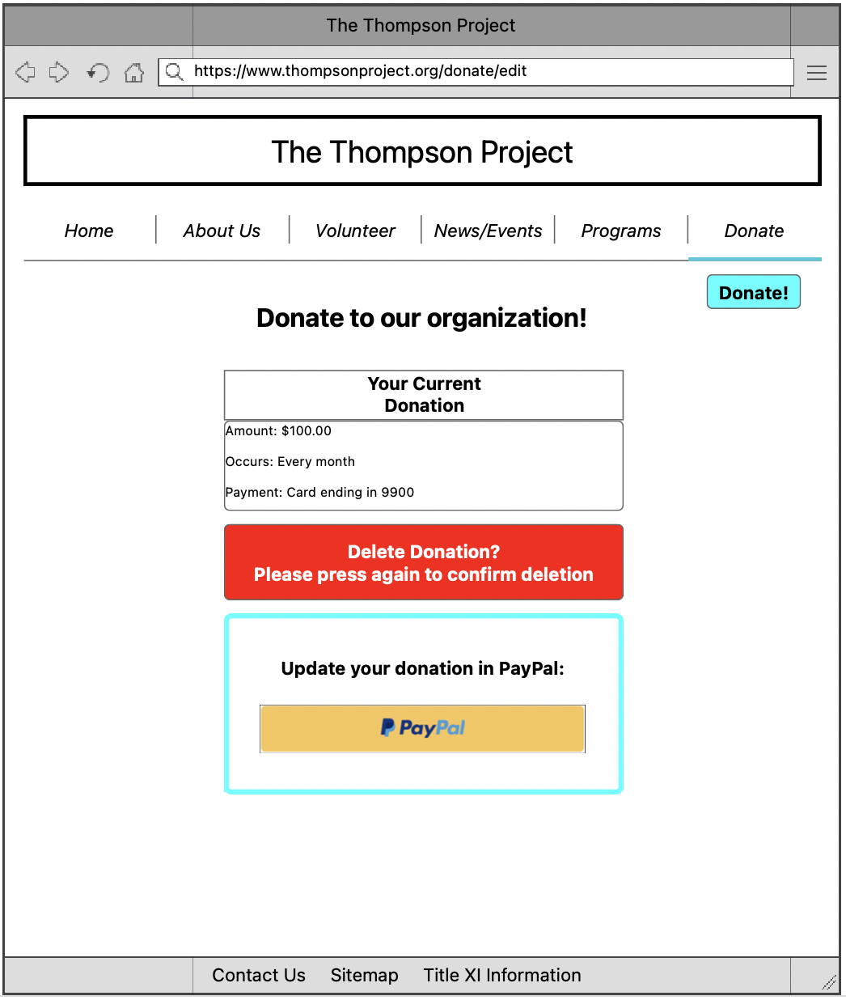 The Thompson Project
https://www.thompsonproject.org/donate/edit
The Thompson Project
Home About Us Volunteer News/Events Programs Donate
Donate!
Donate to our organization!
Your Current
Donation
Amount: $100.00
Occurs: Every month
Payment: Card ending in 9900
Delete Donation?
Please press again to confirm deletion
Update your donation in PayPal:
PayPal
Contact Us Sitemap Title XI Information